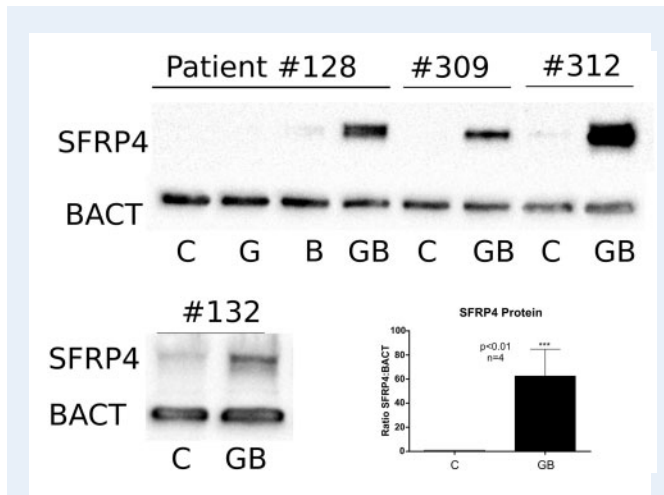 Patient #128 #309 #312
SFRP4
BACT
C G B GB C GB C GB
#132
SFRP4
BACT
C GB
SFRP4 Protein
Ratio SFRP4:BACT
100
80
60
40
20
0
p<0.01
n=4
***
C GB